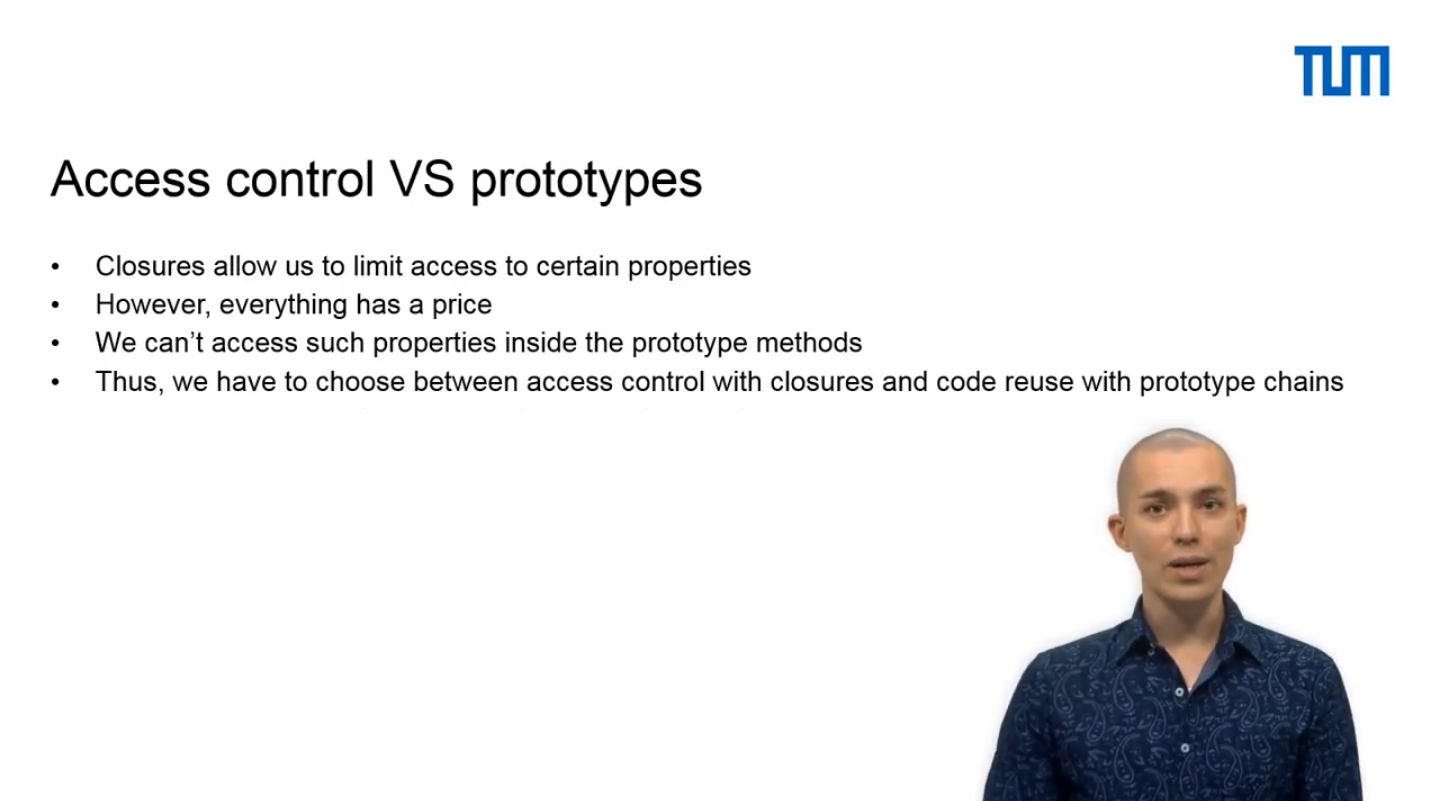 TUM
Access control VS prototypes
• Closures allow us to limit access to certain properties
• However, everything has a price
• We can't access such properties inside the prototype methods
• Thus, we have to choose between access control with closures and code reuse with prototype chains